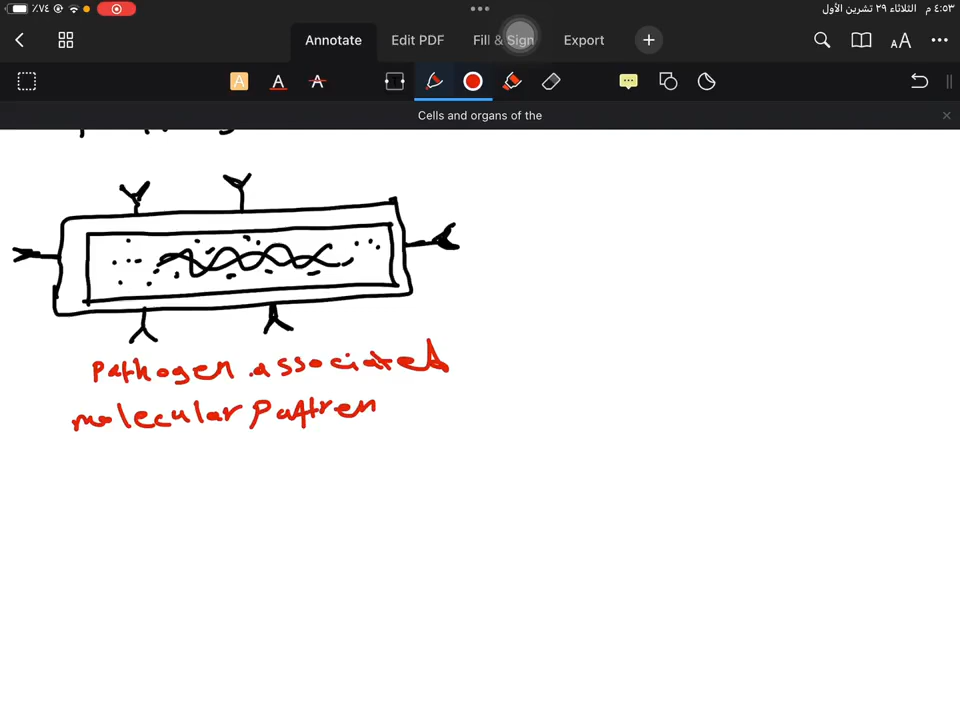 ٪٧٤ ٤:٥٣ م الثلاثاء ٢٩ تشرين الأول
Annotate Edit PDF Fill & Sign Export
A A A AA
Cells and organs of the
Pathogen associated
molecular Pattren